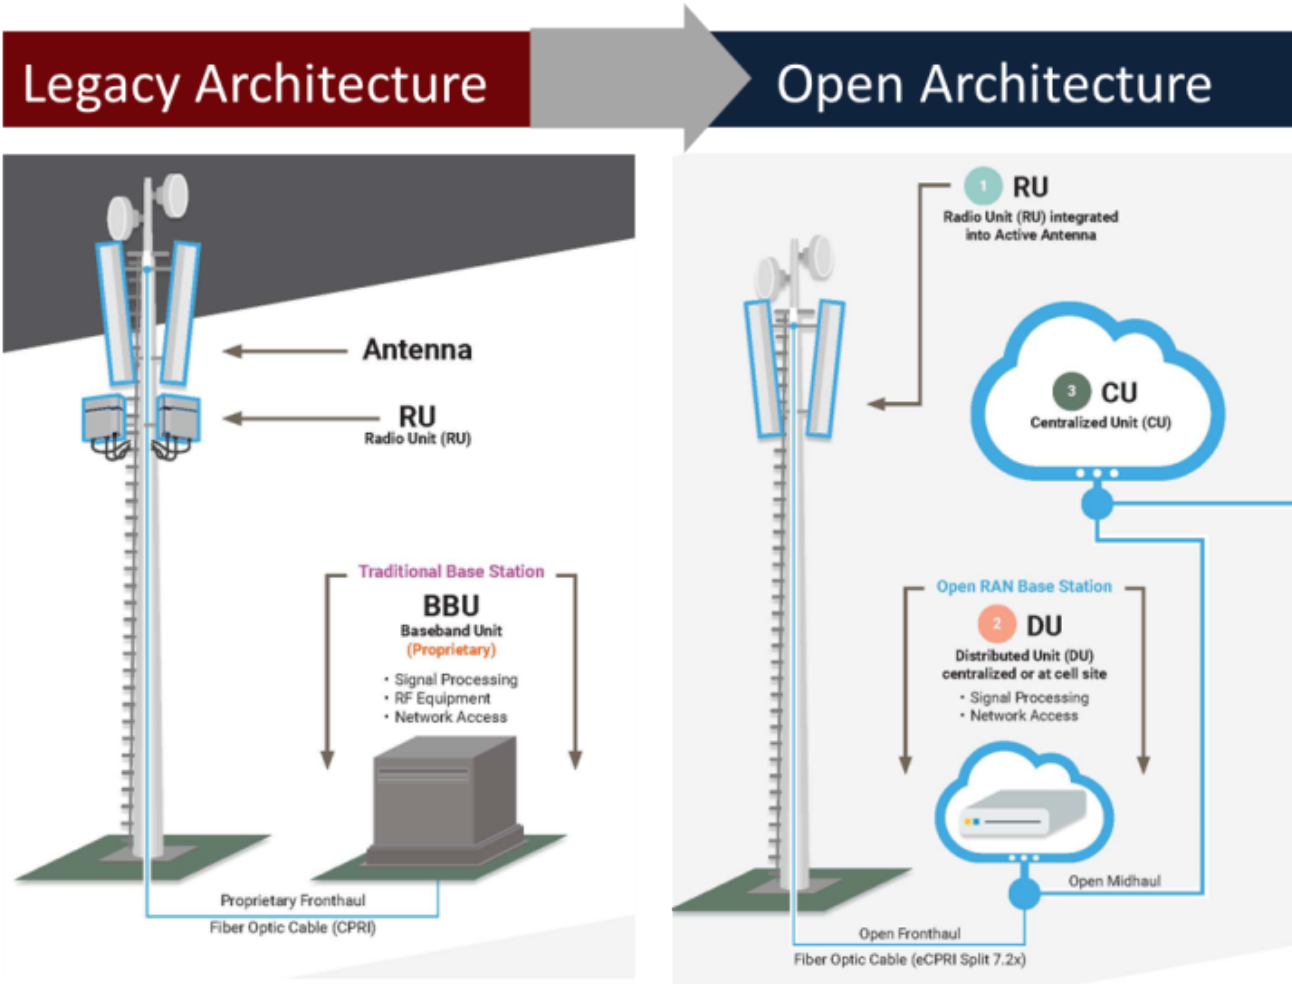 Legacy Architecture
Open Architecture
Antenna
RU
Radio Unit (RU)
Traditional Base Station
BBU
Baseband Unit
(Proprietary)
• Signal Processing
• RF Equipment
• Network Access
Proprietary Fronthaul
Fiber Optic Cable (CPRI)
1 RU
Radio Unit (RU) integrated
into Active Antenna
3 CU
Centralized Unit (CU)
Open RAN Base Station
2 DU
Distributed Unit (DU)
centralized or at cell site
• Signal Processing
• Network Access
Open Midhaul
Open Fronthaul
Fiber Optic Cable (eCPRI Split 7.2x)